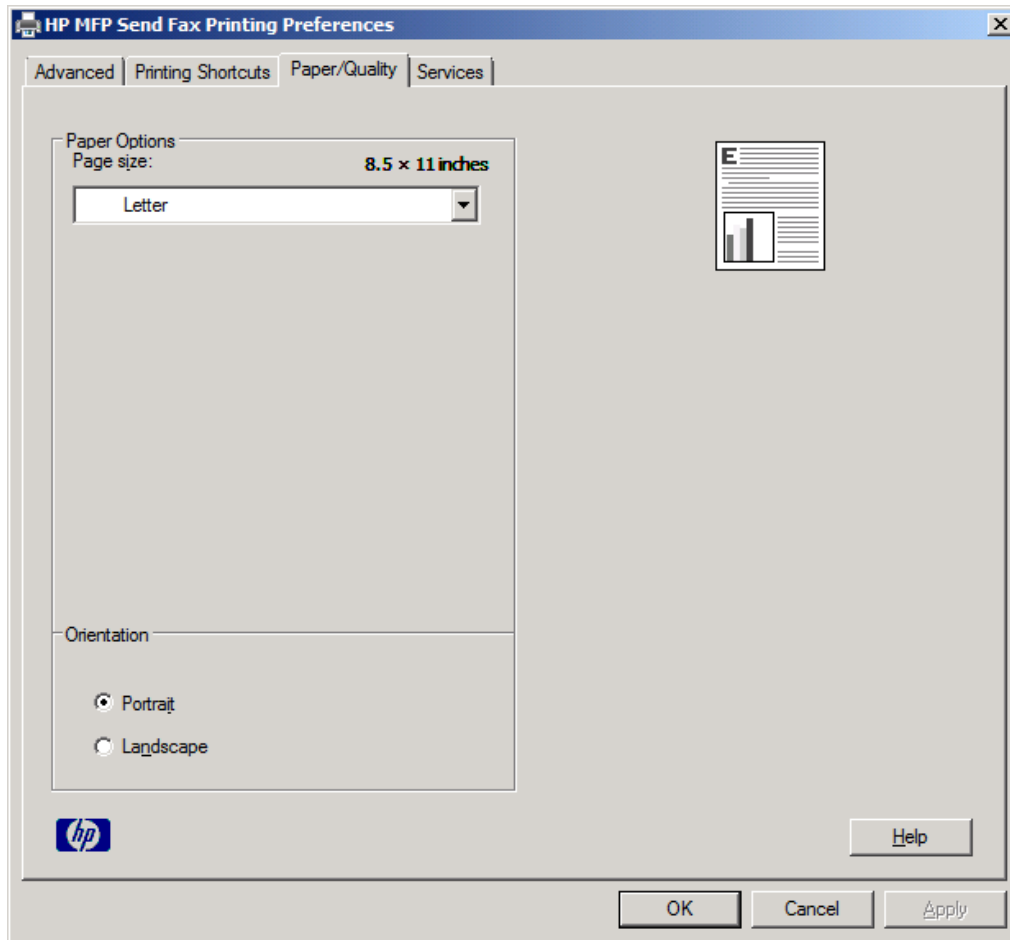 HP MFP Send Fax Printing Preferences
Advanced Printing Shortcuts Paper/Quality Services
Paper Options
Page size: 8.5 × 11 inches
Letter
E
Orientation
Portrait
Landscape
hp
Help
OK Cancel Apply